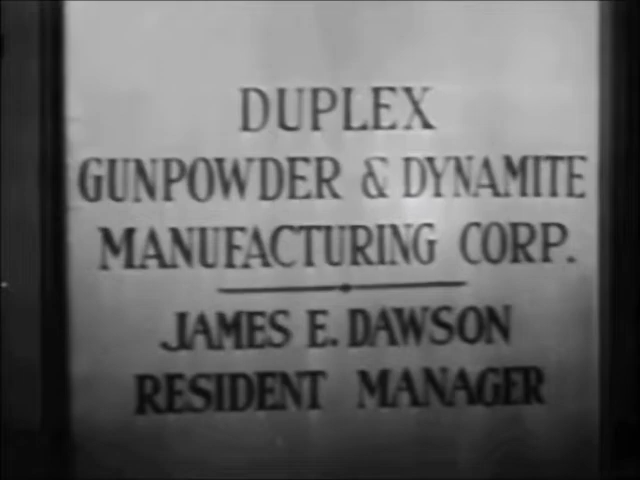 DUPLEX
GUNPOWDER & DYNAMITE
MANUFACTURING CORP.
JAMES E. DAWSON
RESIDENT MANAGER